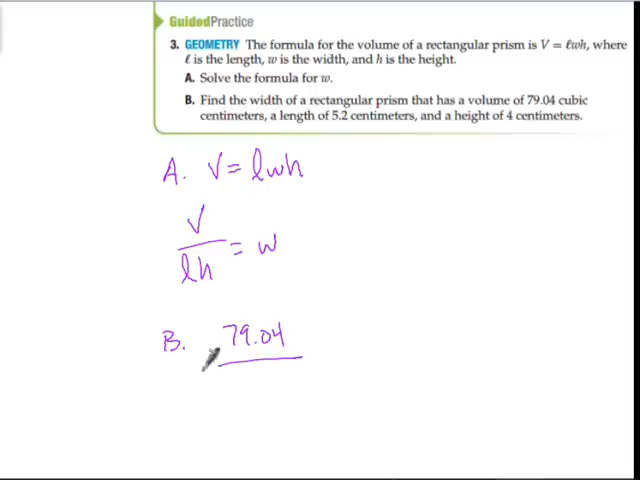 Guided Practice
3. GEOMETRY The formula for the volume of a rectangular prism is V = ℓwh, where
ℓ is the length, w is the width, and h is the height.
A. Solve the formula for w.
B. Find the width of a rectangular prism that has a volume of 79.04 cubic
centimeters, a length of 5.2 centimeters, and a height of 4 centimeters.
A. V = lwh
V
lh = w
B. 79.04